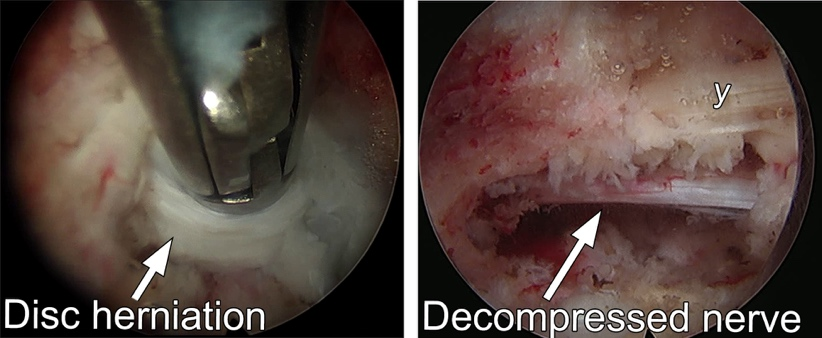 y
Disc herniation
Decompressed nerve